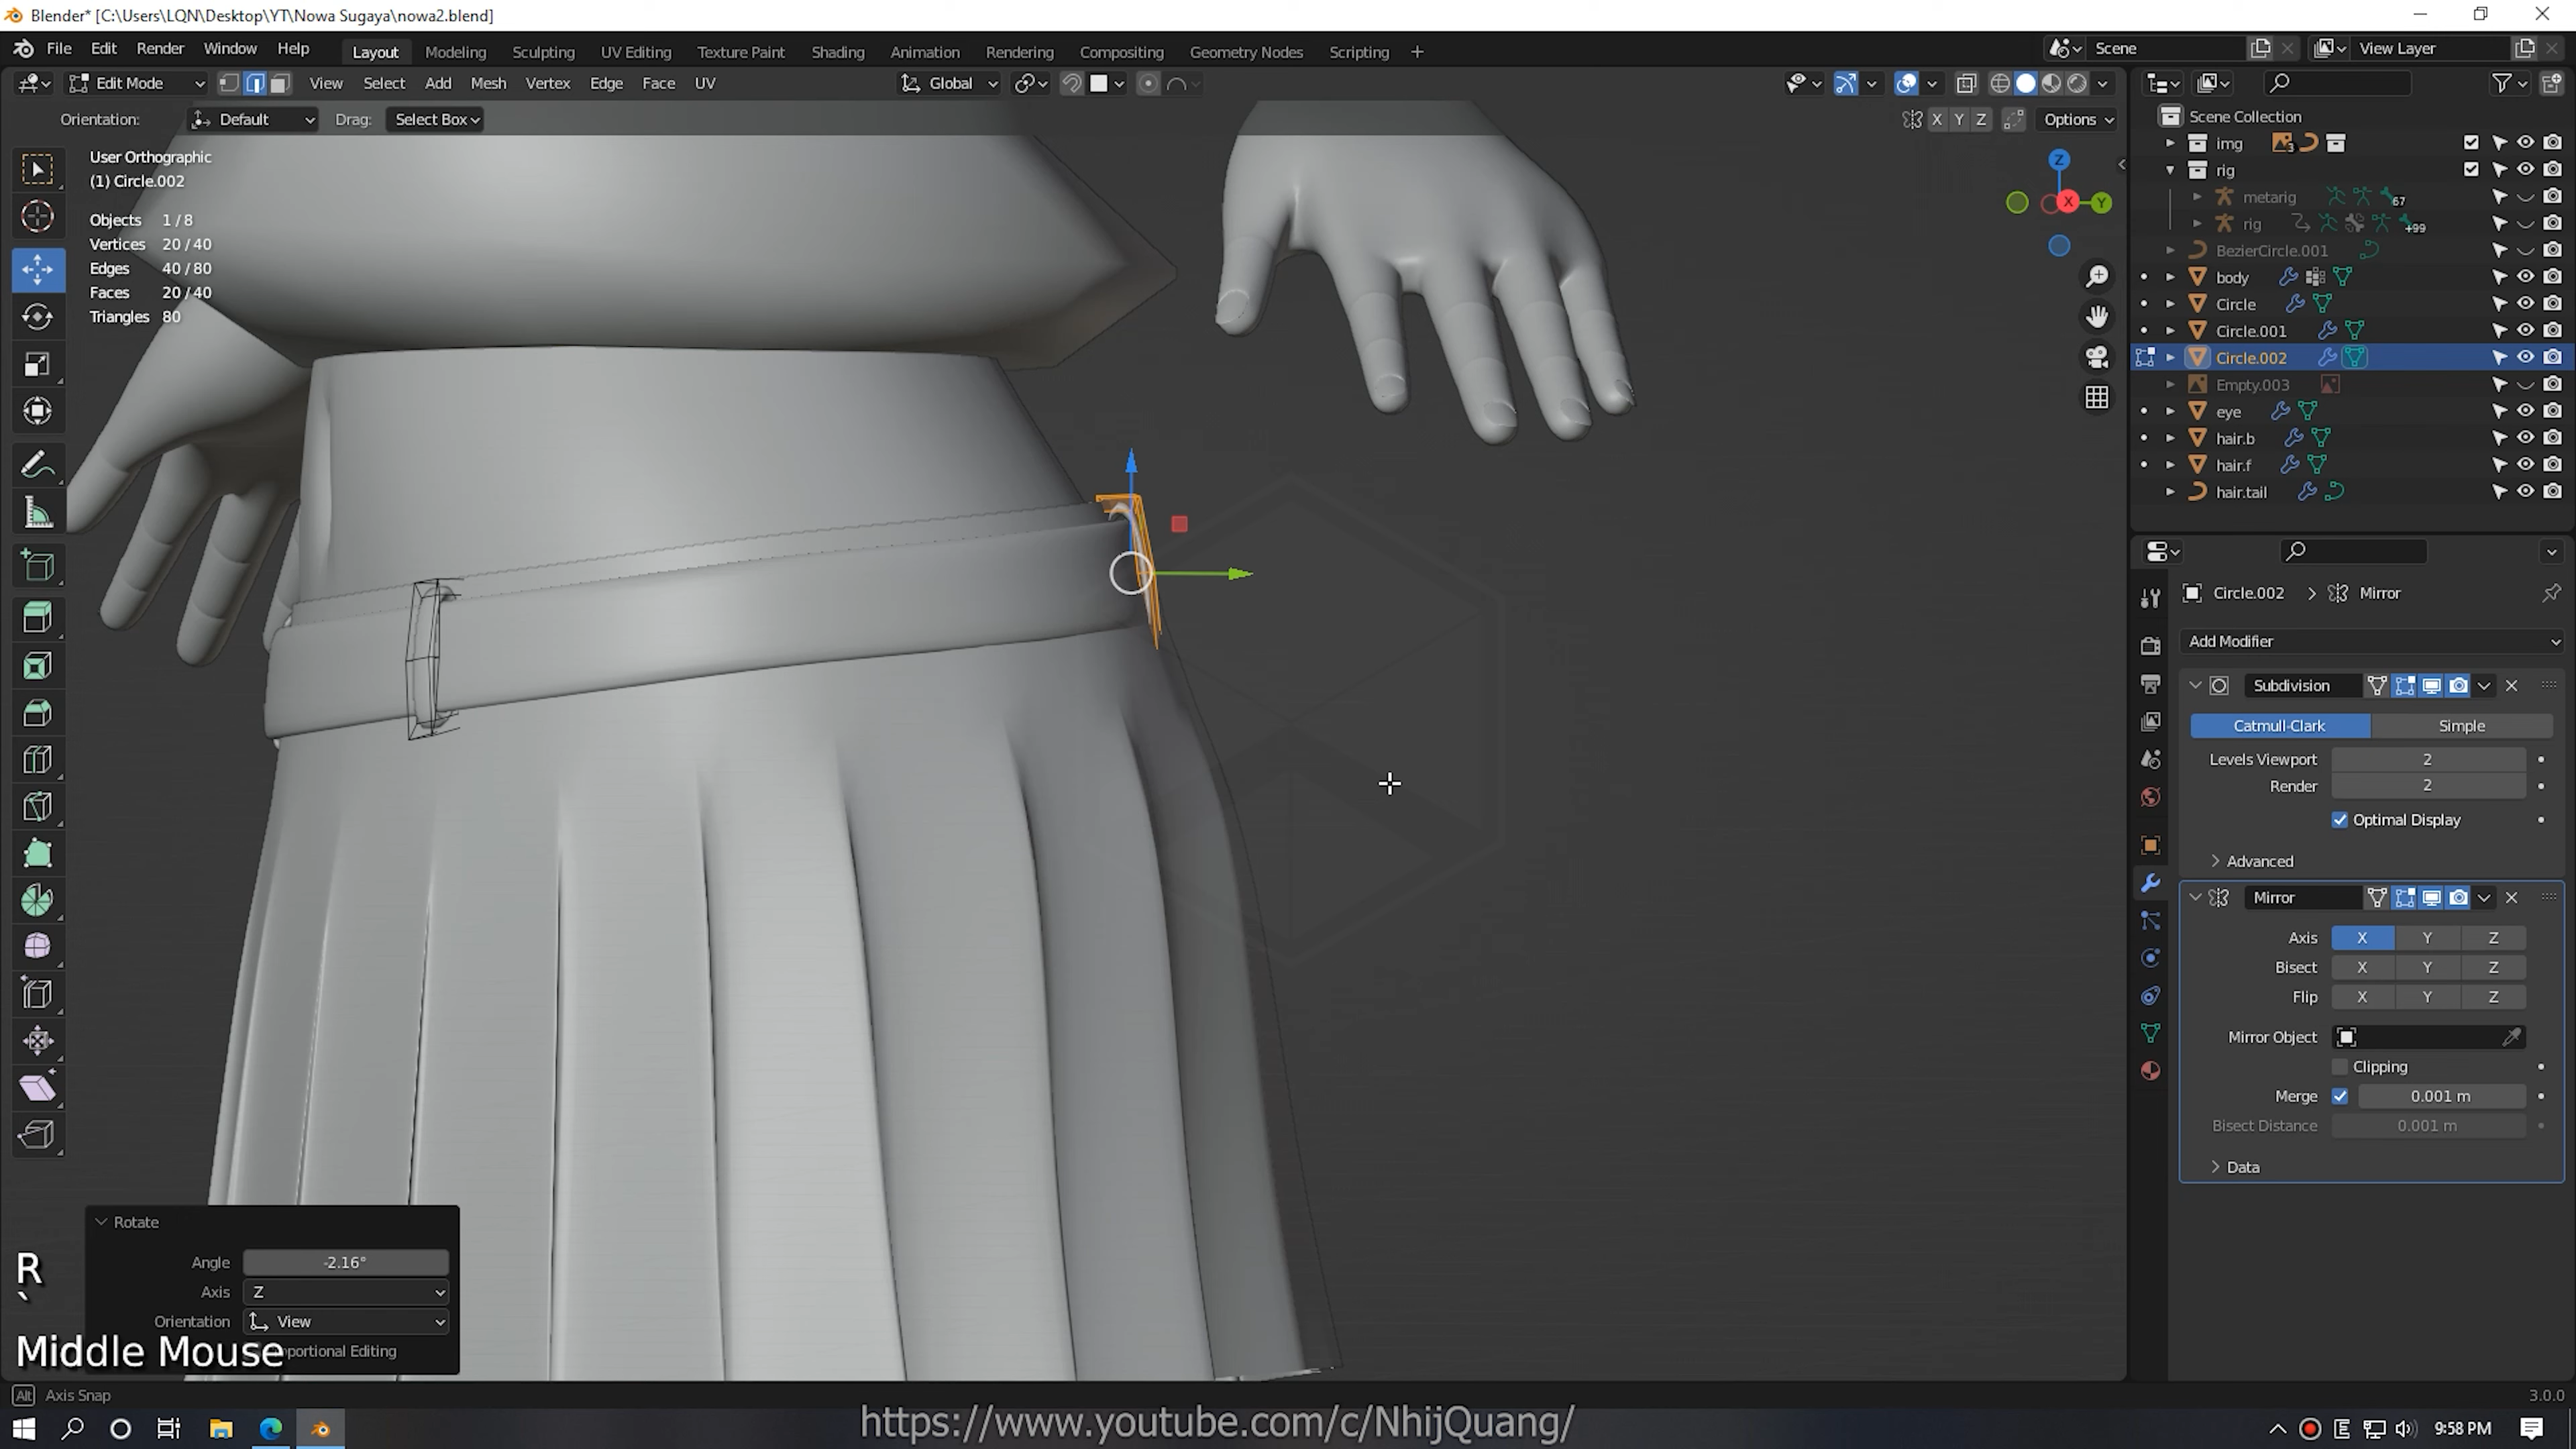 Blender* [C:\Users\LQN\Desktop\YT\Nowa Sugaya\nowa2.blend]
File Edit Render Window Help
Layout Modeling Sculpting UV Editing Texture Paint Shading Animation Rendering Compositing Geometry Nodes Scripting +
Scene
View Layer
Edit Mode
View Select Add Mesh Vertex Edge Face UV
Global
Orientation: Default Drag: Select Box
X Y Z Options
User Orthographic
(1) Circle.002
Objects 1 / 8
Vertices 20 / 40
Edges 40 / 80
Faces 20 / 40
Triangles 80
Z
X
Y
Scene Collection
img 3
rig
metarig 67
rig +99
BezierCircle.001
body
Circle
Circle.001
Circle.002
Empty.003
eye
hair.b
hair.f
hair.tail
Circle.002 > Mirror
Add Modifier
Subdivision
Catmull-Clark Simple
Levels Viewport 2
Render 2
Optimal Display
Advanced
Mirror
Axis X Y Z
Bisect X Y Z
Flip X Y Z
Mirror Object
Clipping
Merge 0.001 m
Bisect Distance 0.001 m
Data
Rotate
Angle -2.16°
Axis Z
Orientation View
oportional Editing
R
`
Middle Mouse
Alt Axis Snap
3.0.0
https://www.youtube.com/c/NhijQuang/
9:58 PM